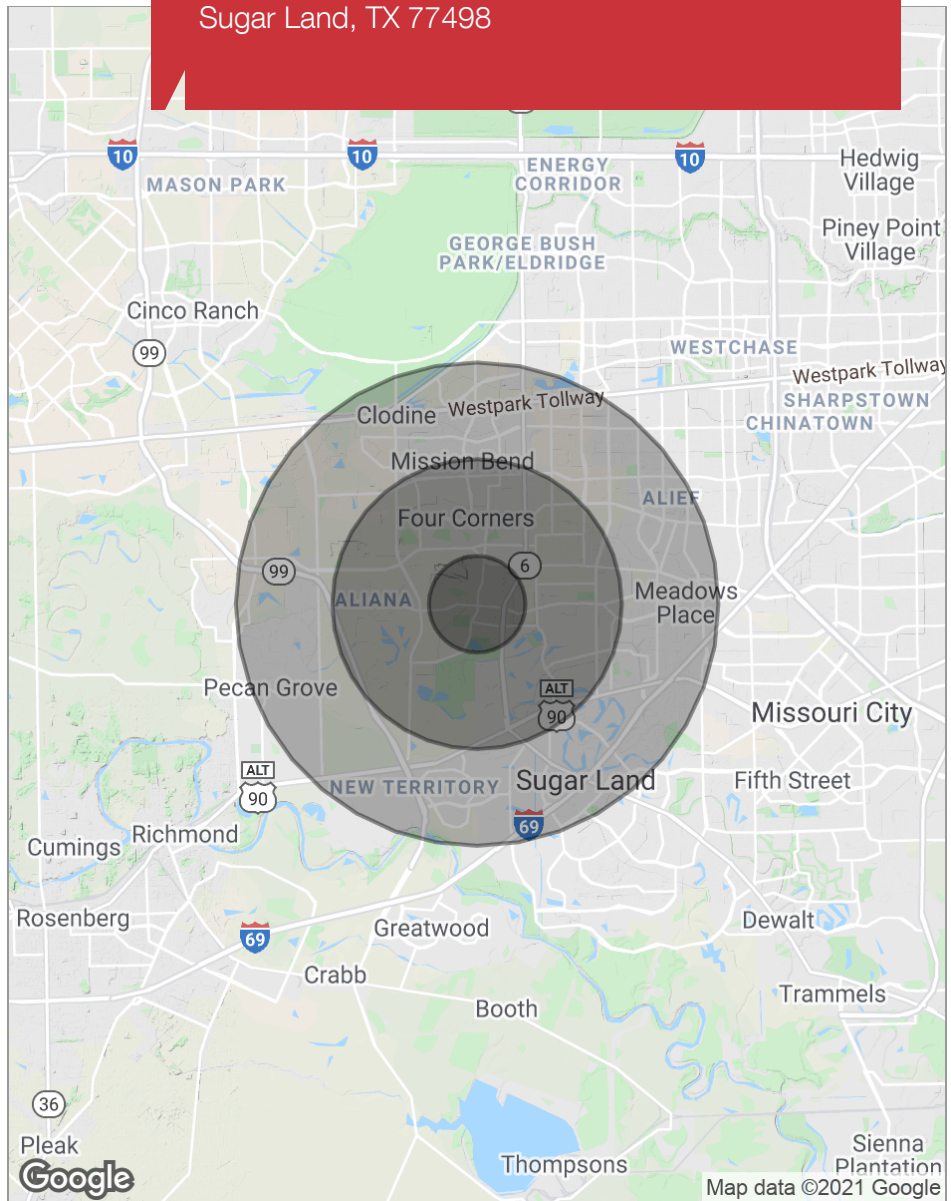 Sugar Land, TX 77498
10
10
10
MASON PARK
ENERGY
CORRIDOR
Hedwig
Village
Piney Point
Village
GEORGE BUSH
PARK/ELDRIDGE
Cinco Ranch
99
WESTCHASE
Westpark Tollway
SHARPSTOWN
CHINATOWN
Clodine
Westpark Tollway
Mission Bend
ALIEF
Four Corners
6
99
ALIANA
Meadows
Place
Pecan Grove
ALT
90
Missouri City
ALT
90
NEW TERRITORY
Sugar Land
Fifth Street
69
Richmond
Cumings
Rosenberg
Greatwood
Dewalt
69
Crabb
Booth
Trammels
36
Pleak
Thompsons
Sienna
Plantation
Google
Map data ©2021 Google